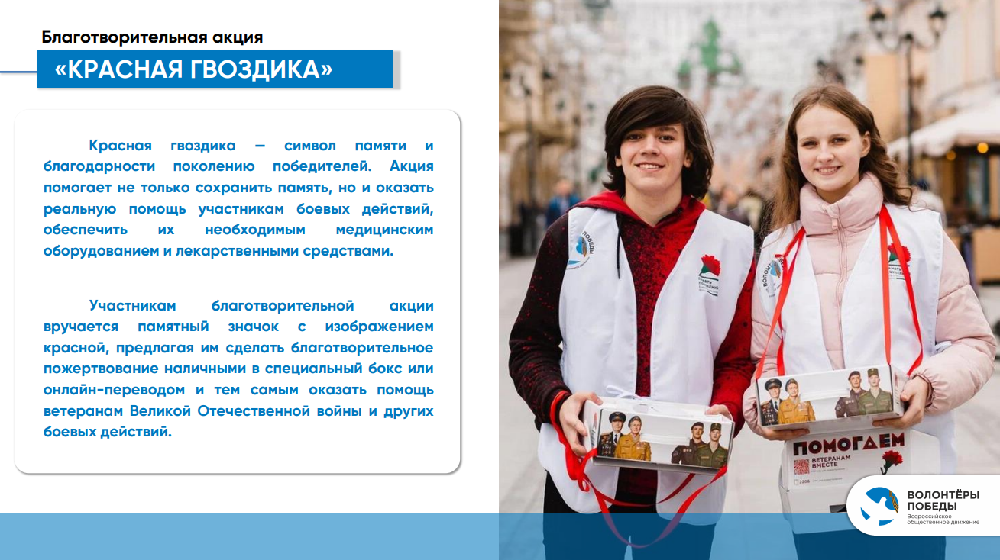 Благотворительная акция
«КРАСНАЯ ГВОЗДИКА»
Красная гвоздика – символ памяти и
благодарности поколению победителей. Акция
помогает не только сохранить память, но и оказать
реальную помощь участникам боевых действий,
обеспечить их необходимым медицинским
оборудованием и лекарственными средствами.
Участникам благотворительной акции
вручается памятный значок с изображением
красной, предлагая им сделать благотворительное
пожертвование наличными в специальный бокс или
онлайн-переводом и тем самым оказать помощь
ветеранам Великой Отечественной войны и других
боевых действий.
ПОБЕДЫ
ВОЛОНТЁ
ПОМОГАЕМ
ВЕТЕРАНАМ
ВМЕСТЕ
ВОЛОНТЁРЫ
ПОБЕДЫ
Всероссийское
общественное движение